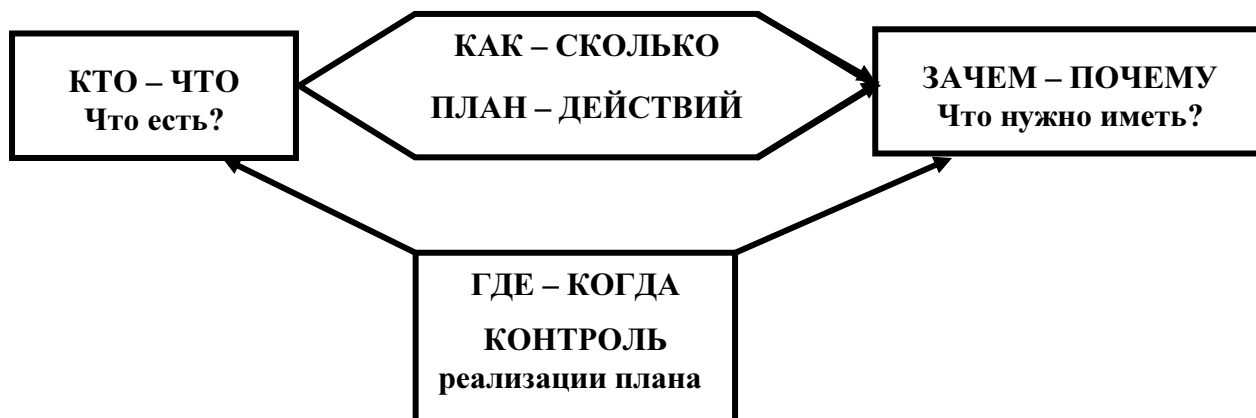 КТО – ЧТО
Что есть?
КАК – СКОЛЬКО
ПЛАН – ДЕЙСТВИЙ
ЗАЧЕМ – ПОЧЕМУ
Что нужно иметь?
ГДЕ – КОГДА
КОНТРОЛЬ
реализации плана